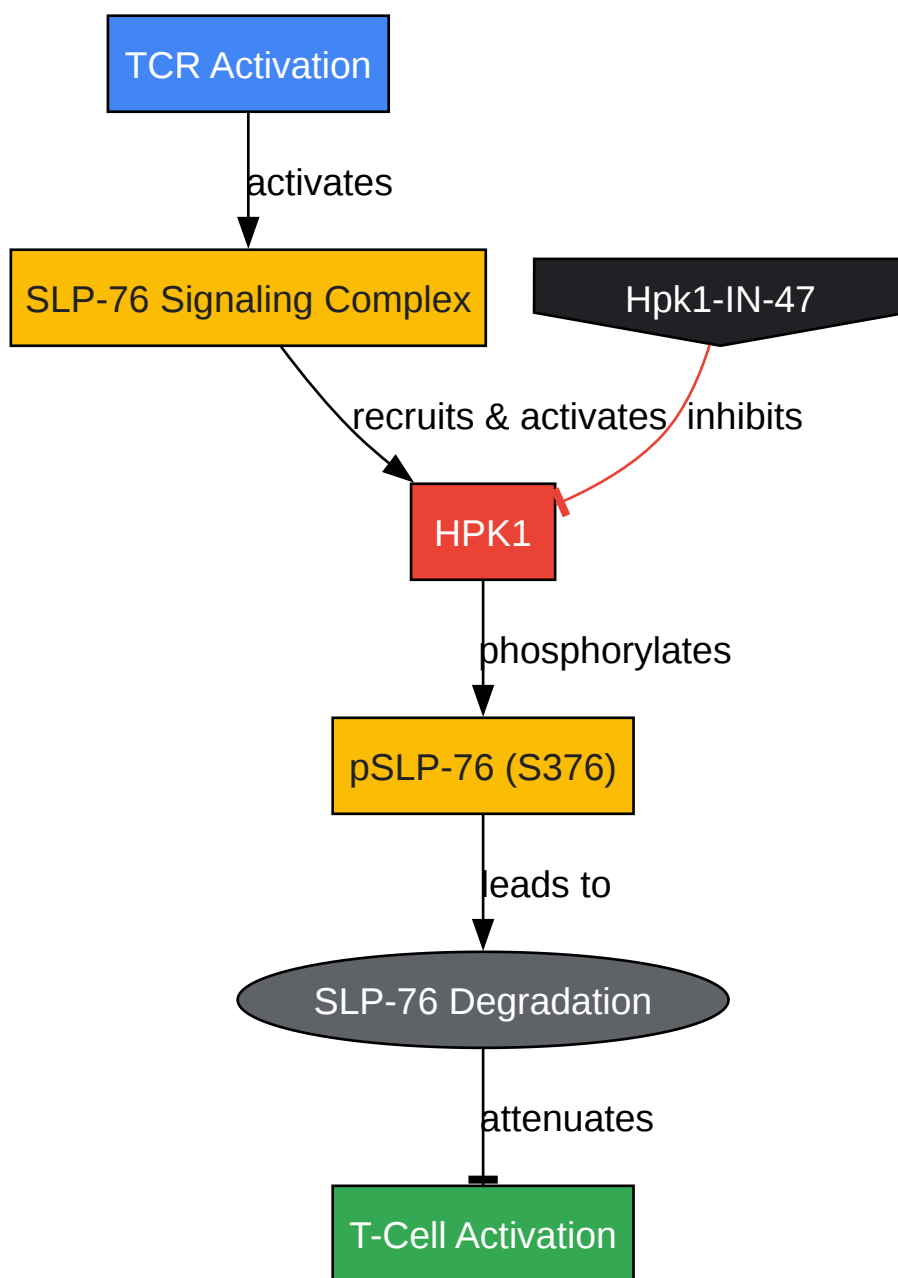 TCR Activation
activates
SLP-76 Signaling Complex
Hpk1-IN-47
recruits & activates
inhibits
HPK1
phosphorylates
pSLP-76 (S376)
leads to
SLP-76 Degradation
attenuates
T-Cell Activation